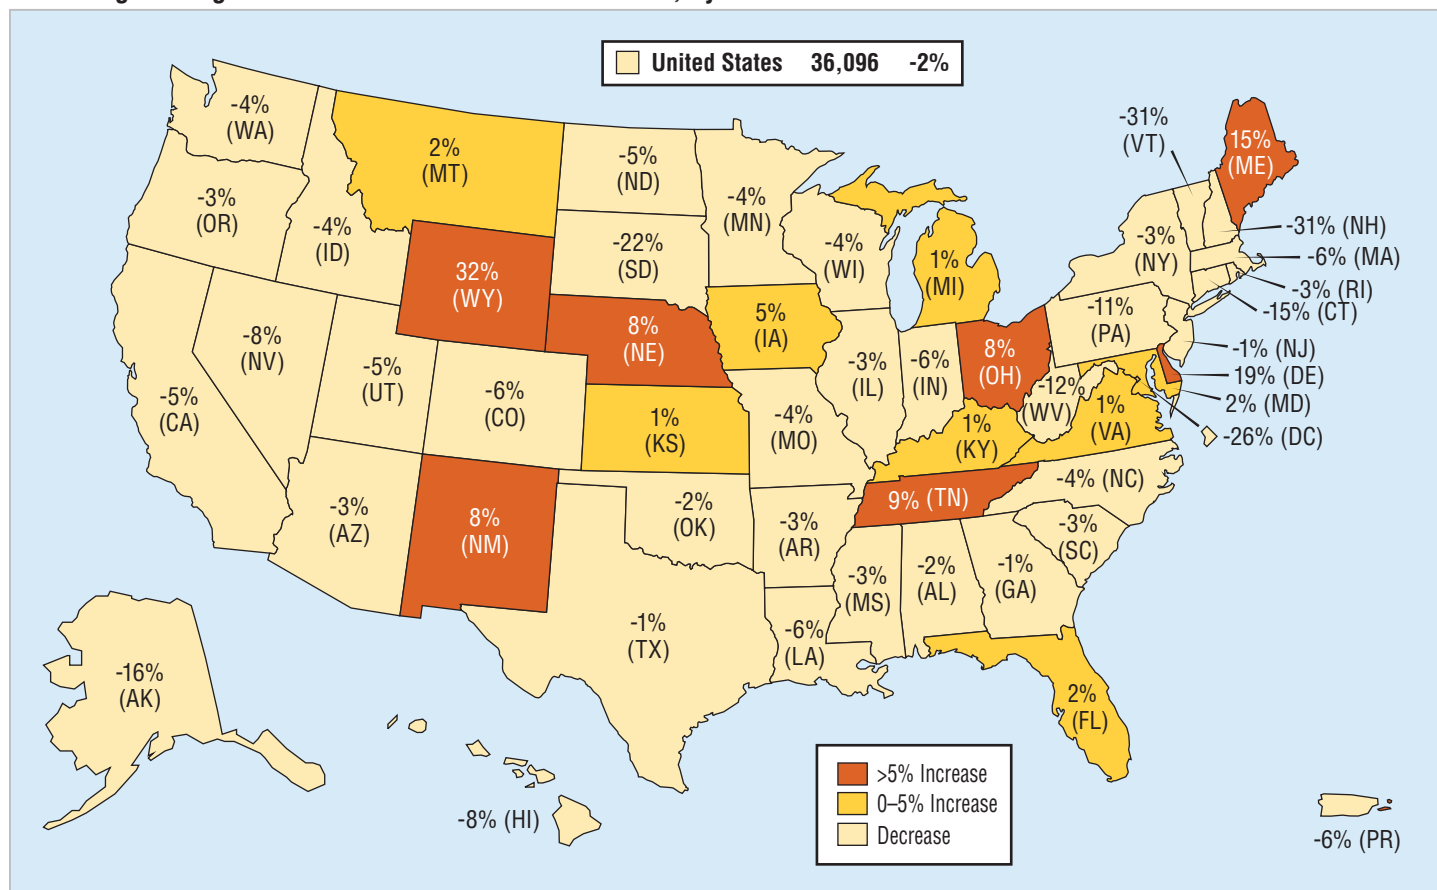 United States 36,096 -2%
-4%
(WA)
-3%
(OR)
-4%
(ID)
2%
(MT)
-5%
(ND)
-4%
(MN)
-31%
(VT)
15%
(ME)
-22%
(SD)
-4%
(WI)
1%
(MI)
-3%
(NY)
-31% (NH)
-6% (MA)
-3% (RI)
-15% (CT)
32%
(WY)
8%
(NE)
5%
(IA)
-11%
(PA)
-1% (NJ)
19% (DE)
2% (MD)
-26% (DC)
-8%
(NV)
-5%
(UT)
-6%
(CO)
-3%
(IL)
-6%
(IN)
8%
(OH)
-12%
(WV)
1%
(VA)
-5%
(CA)
1%
(KS)
-4%
(MO)
1%
(KY)
-3%
(AZ)
8%
(NM)
-2%
(OK)
-3%
(AR)
9% (TN)
-4% (NC)
-3%
(SC)
-1%
(TX)
-6%
(LA)
-3%
(MS)
-2%
(AL)
-1%
(GA)
2%
(FL)
-16%
(AK)
-8% (HI)
>5% Increase
0–5% Increase
Decrease
-6% (PR)